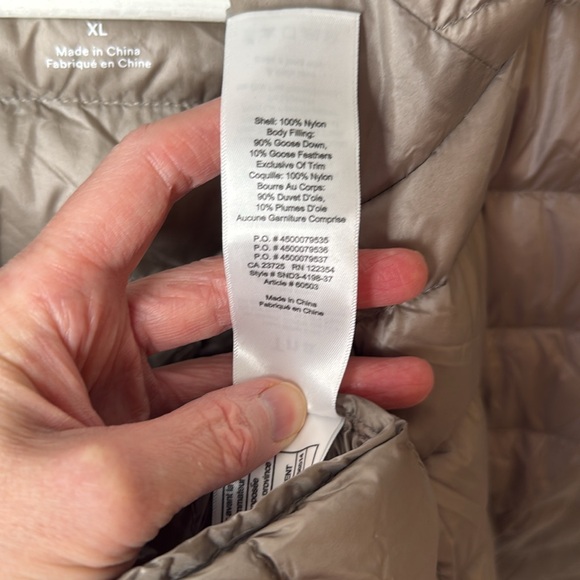 XL
Made in China
Fabriqué en Chine
Shell: 100% Nylon
Body Filling:
90% Goose Down,
10% Goose Feathers
Exclusive Of Trim
Coquille: 100% Nylon
Bourre Au Corps:
90% Duvet D'oie,
10% Plumes D'oie
Aucune Garniture Comprise
P.O. # 4500079535
P.O. # 4500079536
P.O. # 4500079537
CA 23725 RN 122354
Style # SND3-4198-37
Article # 60503
Made in China
Fabriqué en Chine